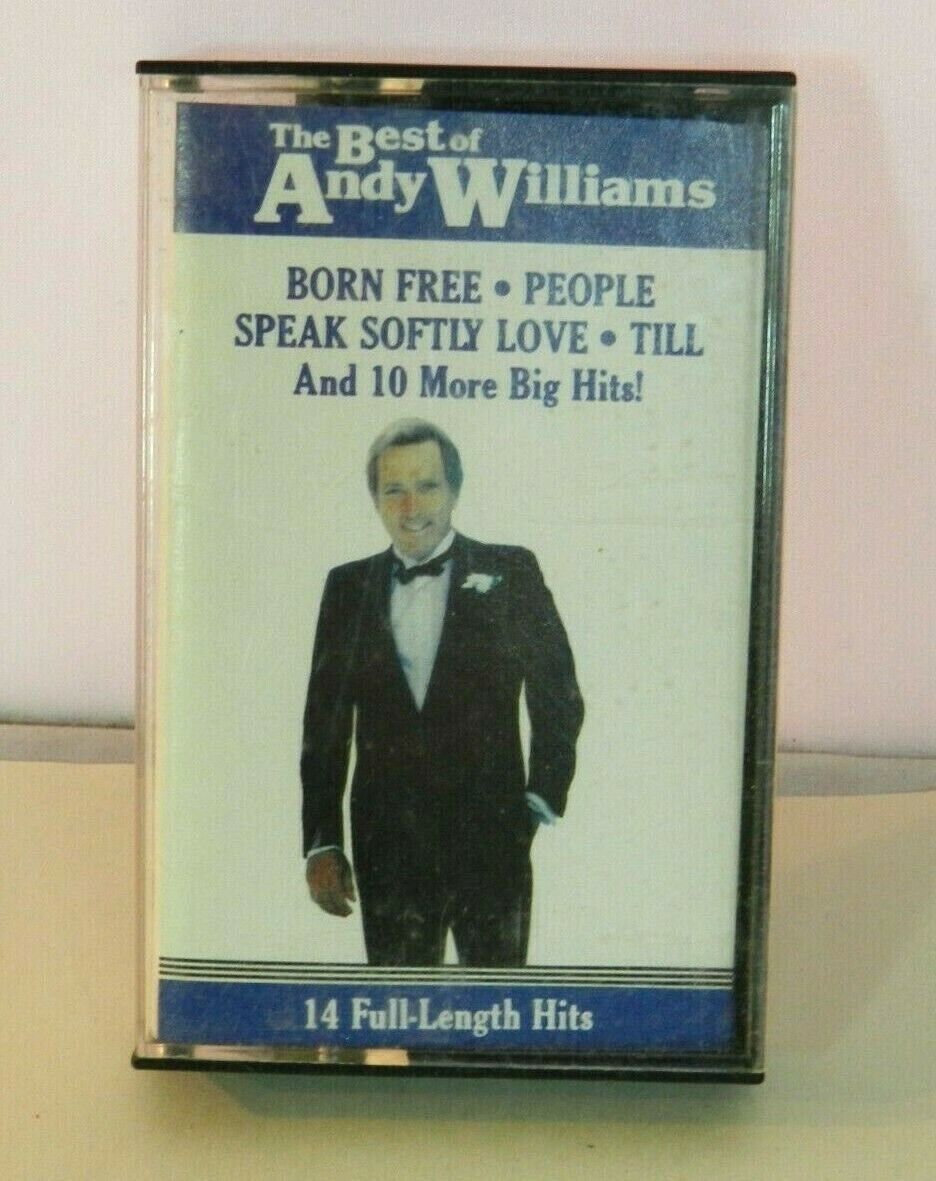 The Best of
Andy Williams
BORN FREE • PEOPLE
SPEAK SOFTLY LOVE • TILL
And 10 More Big Hits!
14 Full-Length Hits